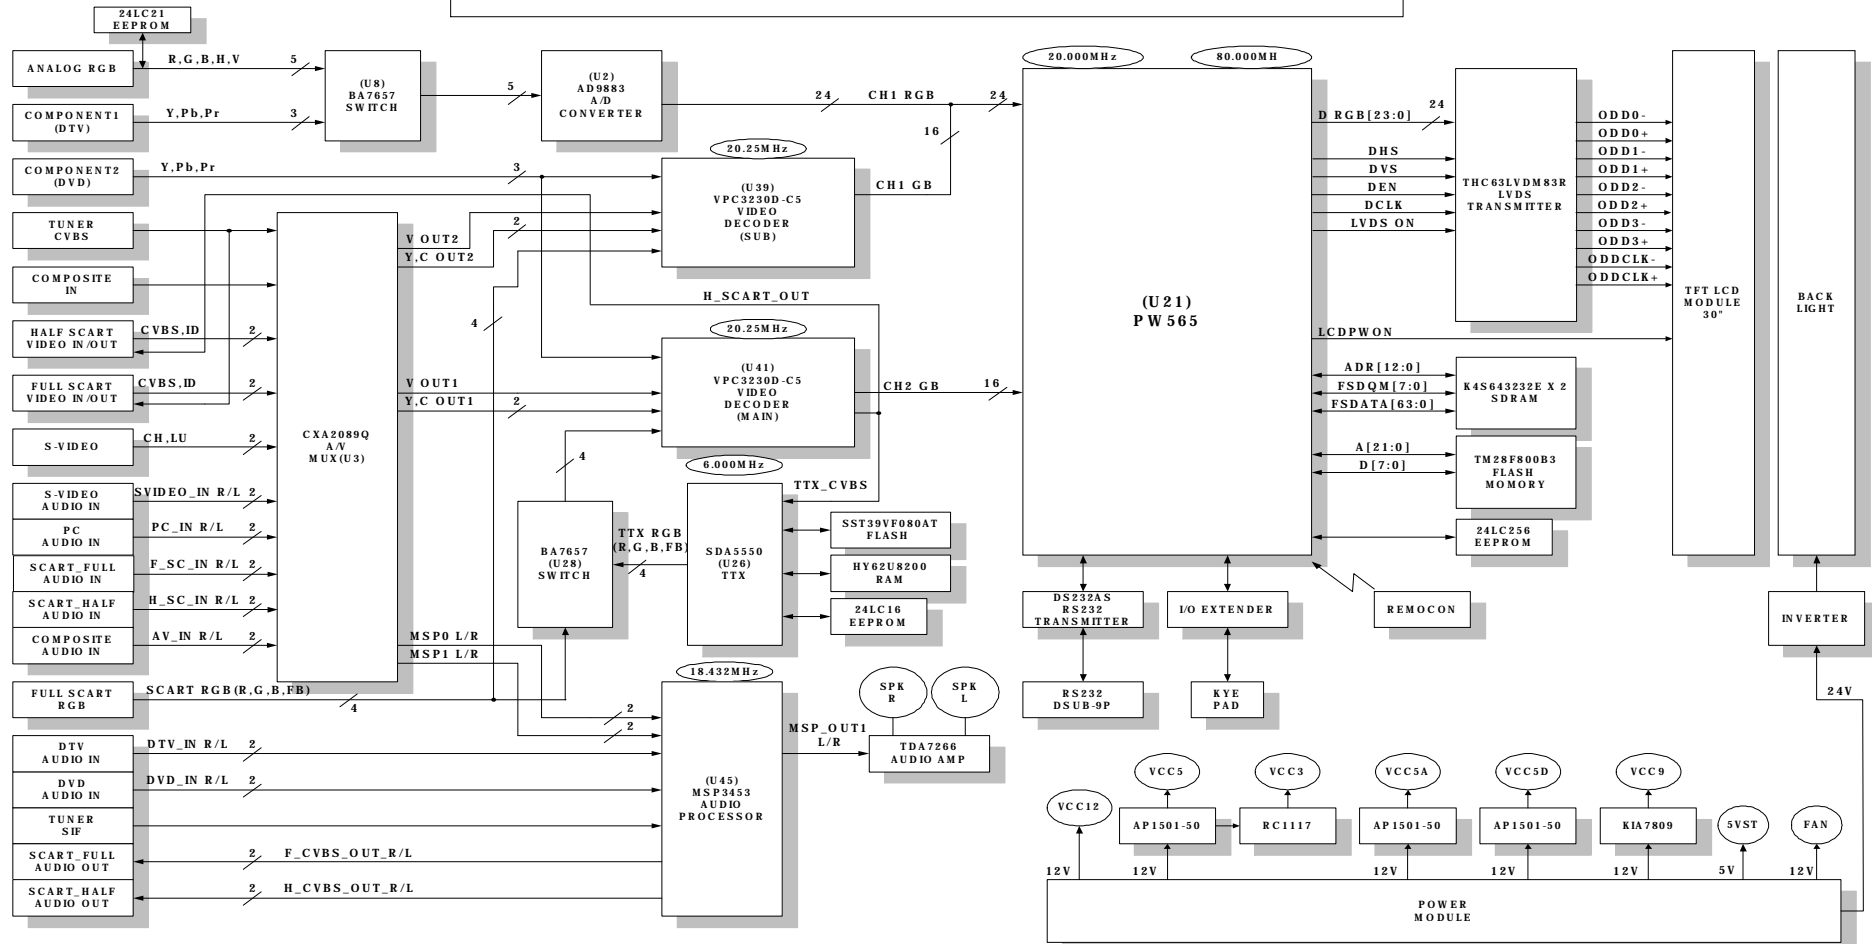 24LC21
EEPROM
ANALOG RGB
R,G,B,H,V
5
COMPONENT1
(DTV)
Y,Pb,Pr
3
(U8)
BA7657
SWITCH
5
(U2)
AD9883
A/D
CONVERTER
24
CH1 RGB
24
16
COMPONENT2
(DVD)
Y,Pb,Pr
3
20.25MHz
(U39)
VPC3230D-C5
VIDEO
DECODER
(SUB)
CH1 GB
TUNER
CVBS
COMPOSITE
IN
HALF SCART
VIDEO IN/OUT
CVBS,ID
2
FULL SCART
VIDEO IN/OUT
CVBS,ID
2
S-VIDEO
CH,LU
2
S-VIDEO
AUDIO IN
SVIDEO_IN R/L
2
PC
AUDIO IN
PC_IN R/L
2
SCART_FULL
AUDIO IN
F_SC_IN R/L
2
SCART_HALF
AUDIO IN
H_SC_IN R/L
2
COMPOSITE
AUDIO IN
AV_IN R/L
2
FULL SCART
RGB
SCART RGB(R,G,B,FB)
4
CXA2089Q
A/V
MUX(U3)
V OUT2
Y,C OUT2
2
4
H_SCART_OUT
V OUT1
Y,C OUT1
2
20.25MHz
(U41)
VPC3230D-C5
VIDEO
DECODER
(MAIN)
CH2 GB
16
4
6.000MHz
TTX_CVBS
BA7657
(U28)
SWITCH
TTX RGB
(R,G,B,FB)
4
SDA5550
(U26)
TTX
SST39VF080AT
FLASH
HY62U8200
RAM
24LC16
EEPROM
MSP0 L/R
MSP1 L/R
2
2
18.432MHz
(U45)
MSP3453
AUDIO
PROCESSOR
MSP_OUT1
L/R
SPK
R
SPK
L
TDA7266
AUDIO AMP
DTV
AUDIO IN
DTV_IN R/L
2
DVD
AUDIO IN
DVD_IN R/L
2
TUNER
SIF
SCART_FULL
AUDIO OUT
2
F_CVBS_OUT_R/L
SCART_HALF
AUDIO OUT
2
H_CVBS_OUT_R/L
20.000MHz
80.000MH
(U21)
PW565
D RGB[23:0]
24
DHS
DVS
DEN
DCLK
LVDS ON
THC63LVDM83R
LVDS
TRANSMITTER
ODD0-
ODD0+
ODD1-
ODD1+
ODD2-
ODD2+
ODD3-
ODD3+
ODDCLK-
ODDCLK+
TFT LCD
MODULE
30"
BACK
LIGHT
LCDPWON
ADR[12:0]
FSDQM[7:0]
FSDATA[63:0]
K4S643232E X 2
SDRAM
A[21:0]
D[7:0]
TM28F800B3
FLASH
MOMORY
24LC256
EEPROM
DS232AS
RS232
TRANSMITTER
I/O EXTENDER
REMOCON
INVERTER
RS232
DSUB-9P
KYE
PAD
24V
VCC12
VCC5
VCC3
VCC5A
VCC5D
VCC9
5VST
FAN
AP1501-50
RC1117
AP1501-50
AP1501-50
KIA7809
12V
12V
12V
12V
12V
5V
12V
POWER
MODULE